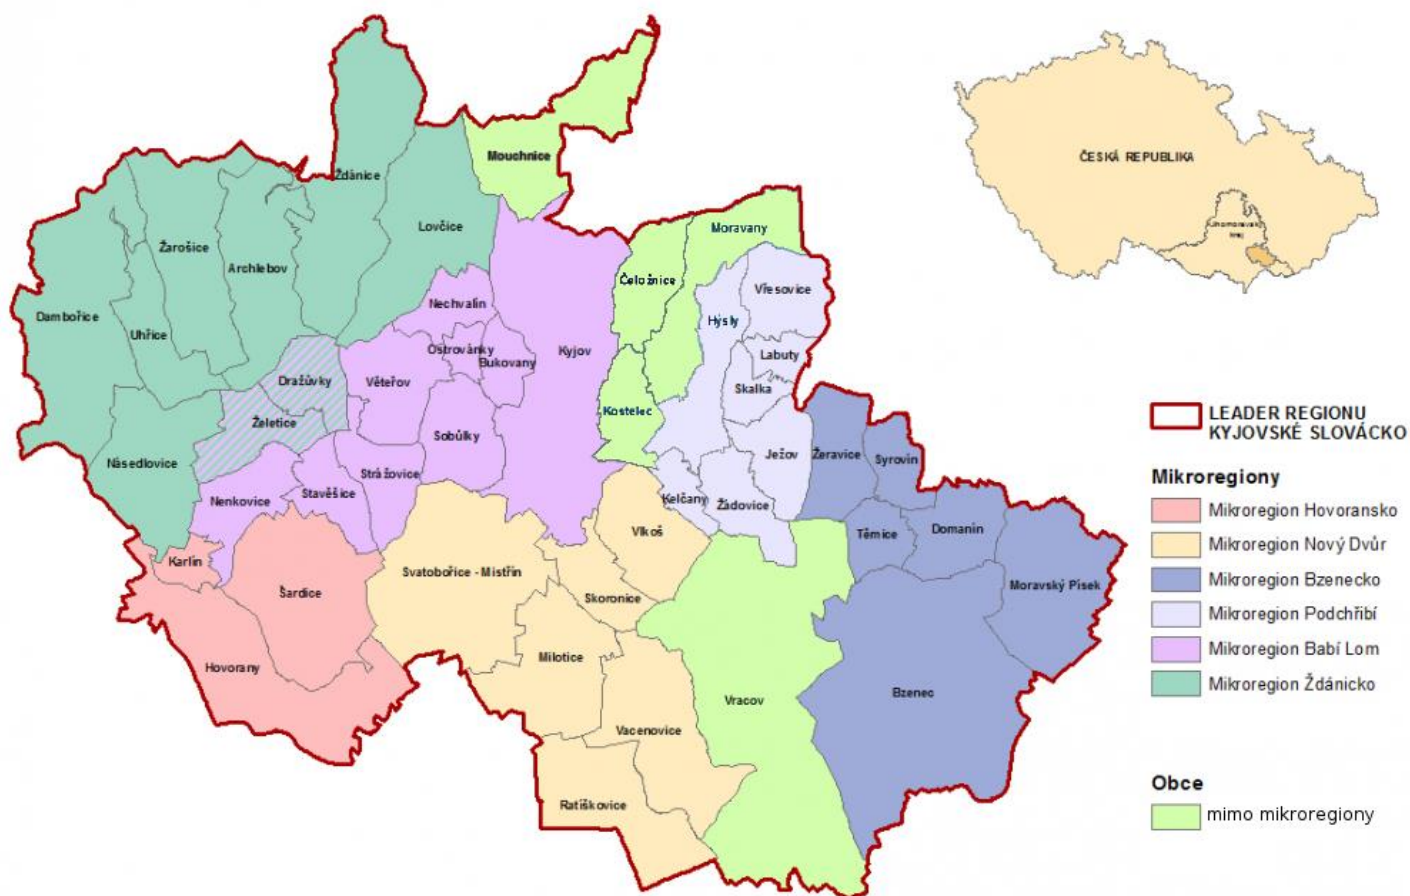 Mouchnice
Ždánice
Lovčice
Žarošice
Archlebov
Dambořice
Uhřice
Moravany
Čeložnice
Vřesovice
Hýsly
Nechvalín
Ostrovánky
Bukovany
Kyjov
Labuty
Skalka
Dražůvky
Věteřov
Želetice
Kostelec
Sobůlky
Násedlovice
Strážovice
Ježov
Žeravice
Syrovín
Nenkovice
Stavěšice
Kelčany
Žádovice
Vlkoš
Těmice
Domanín
Karlín
Šardice
Svatobořice - Mistřín
Skoronice
Moravský Písek
Hovorany
Milotice
Vracov
Bzenec
Vacenovice
Ratíškovice
ČESKÁ REPUBLIKA
Jihomoravský
kraj
LEADER REGIONU
KYJOVSKÉ SLOVÁCKO
Mikroregiony
Mikroregion Hovoransko
Mikroregion Nový Dvůr
Mikroregion Bzenecko
Mikroregion Podchřibí
Mikroregion Babí Lom
Mikroregion Ždánicko
Obce
mimo mikroregiony